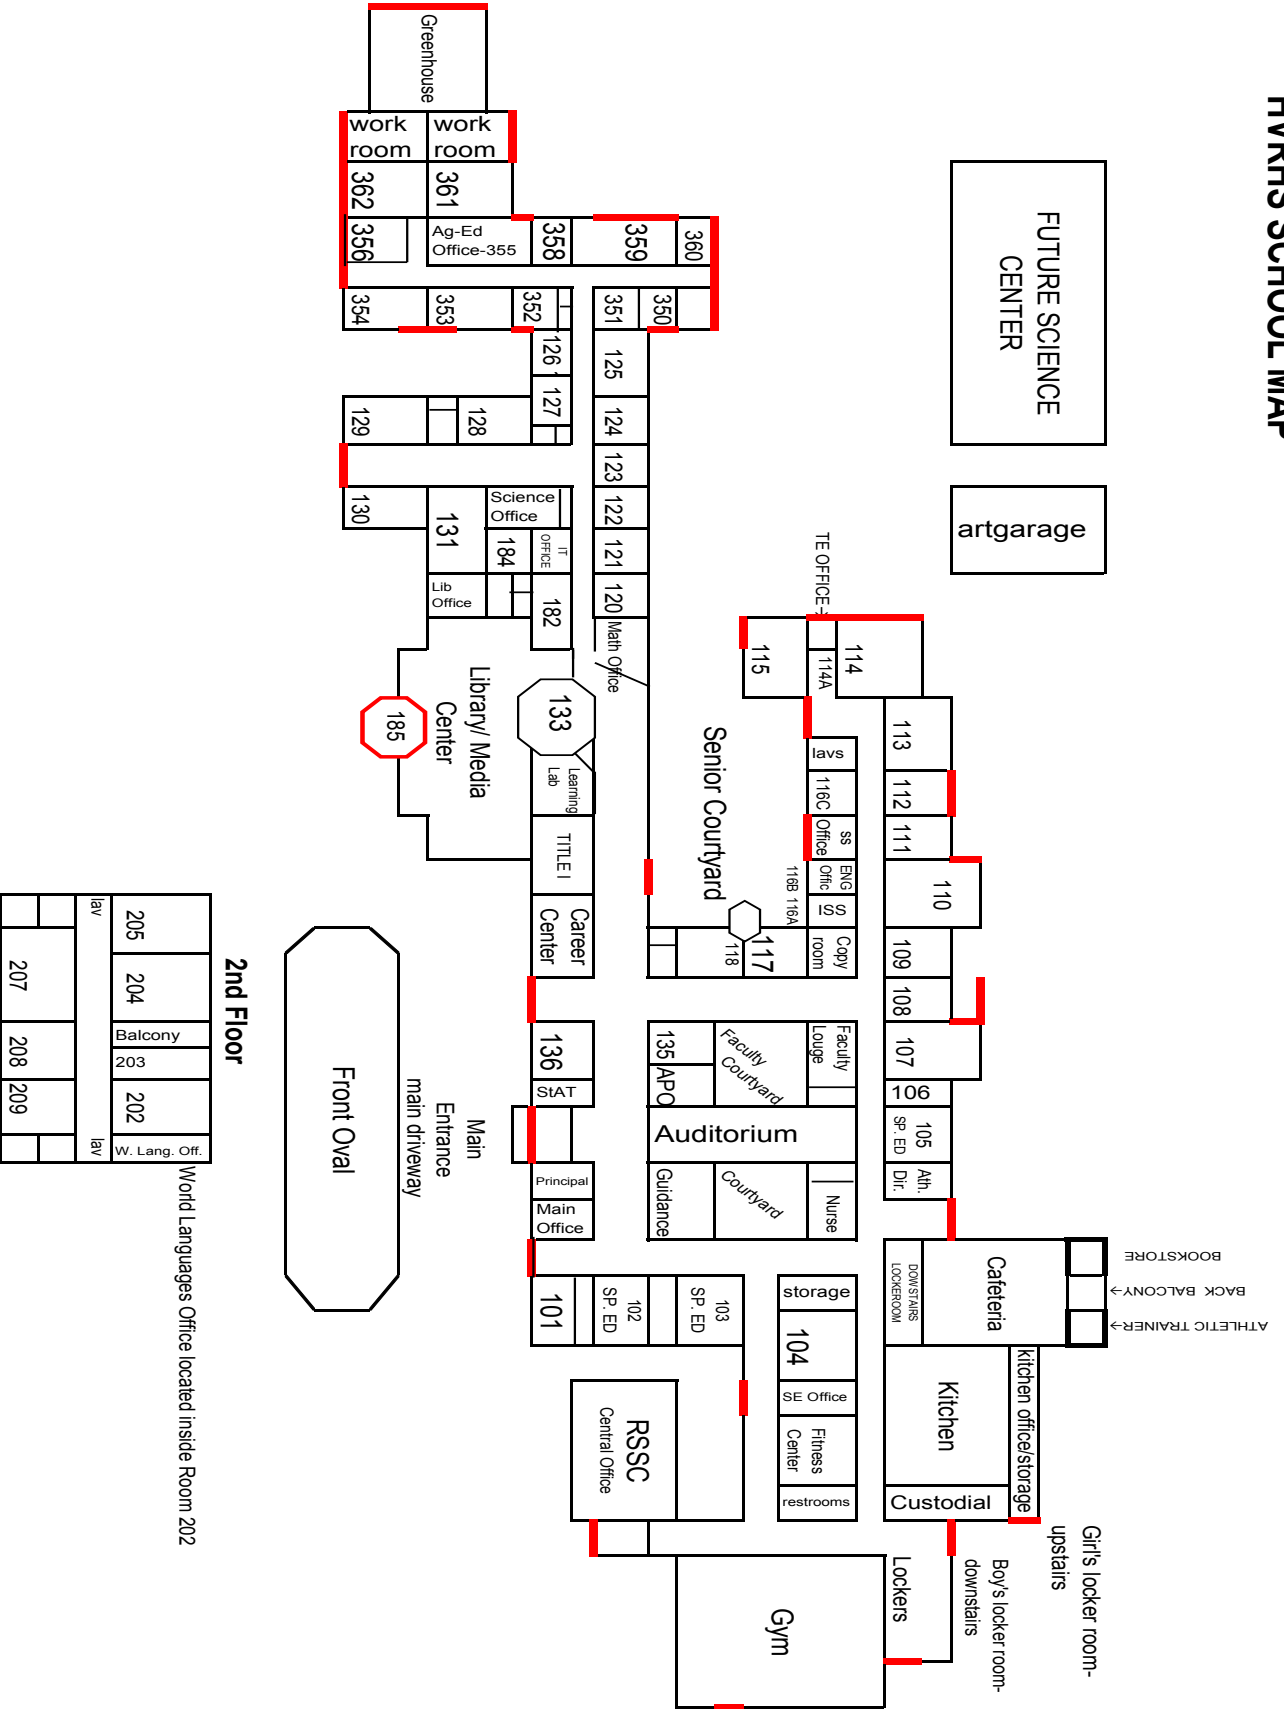 HVRHS SCHOOL MAP
FUTURE SCIENCE
CENTER
artgarage
Greenhouse
work
room
work
room
362
361
356
Ag-Ed
Office-355
358
359
360
354
353
352
351
350
126
127
125
124
123
122
121
120
129
128
130
131
Science
Office
184
IT
OFFICE
182
Lib
Office
Math Office
TE OFFICE→
115
114A
114
113
112
111
110
109
108
107
106
105
SP. ED
Ath.
Dir.
lavs
116C
ss
Office
ENG
Offic
116B 116A
ISS
Copy
room
117
118
Senior Courtyard
133
185
Library/ Media
Center
Learning
Lab
TITLE I
Career
Center
136
StAT
135
APO
Faculty
Courtyard
Faculty
Louge
Auditorium
Guidance
Courtyard
Nurse
Principal
Main
Office
Main
Entrance
main driveway
Front Oval
101
102
SP. ED
103
SP. ED
storage
104
SE Office
Fitness
Center
restrooms
DOWSTAIRS
LOCKEROOM
Cafeteria
BOOKSTORE
BACK BALCONY→
ATHLETIC TRAINER→
Kitchen
kitchen office/storage
Custodial
RSSC
Central Office
Gym
Lockers
Girl's locker room-
upstairs
Boy's locker room-
downstairs
2nd Floor
205
204
Balcony
203
202
W. Lang. Off.
lav
lav
207
208
209
World Languages Office located inside Room 202